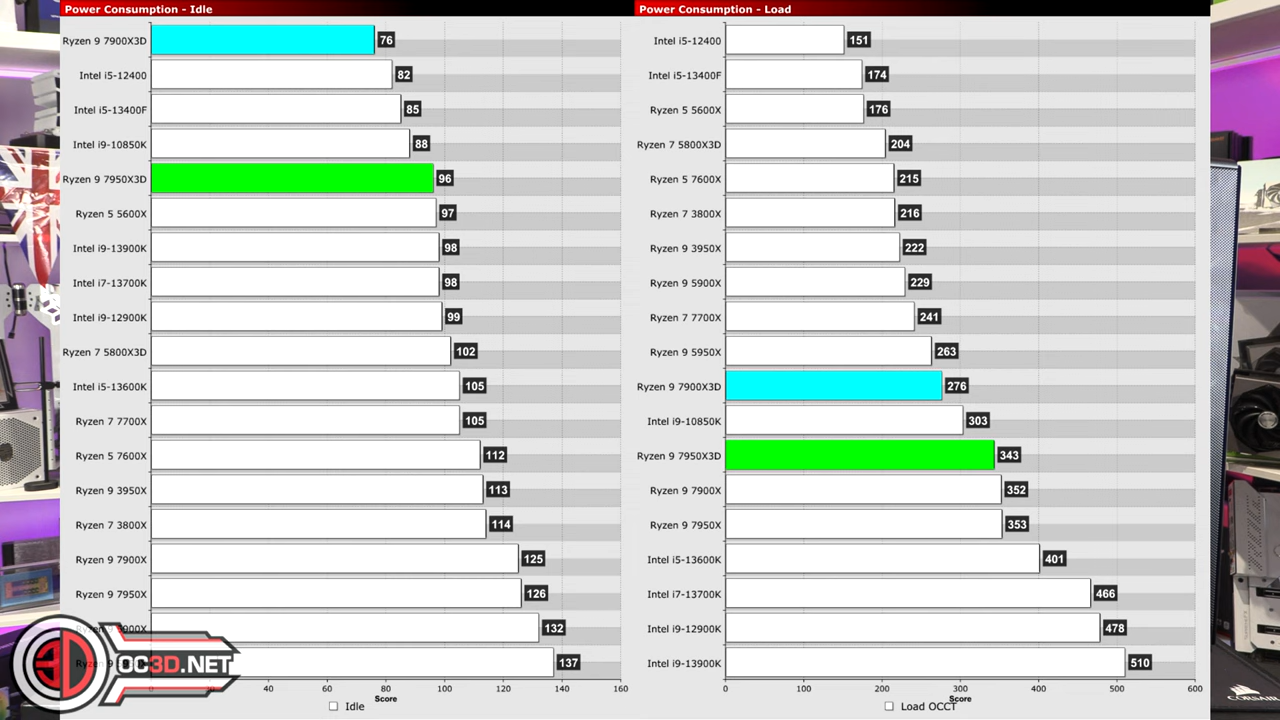 Power Consumption - Idle
Ryzen 9 7900X3D 76
Intel i5-12400 82
Intel i5-13400F 85
Intel i9-10850K 88
Ryzen 9 7950X3D 96
Ryzen 5 5600X 97
Intel i9-13900K 98
Intel i7-13700K 98
Intel i9-12900K 99
Ryzen 7 5800X3D 102
Intel i5-13600K 105
Ryzen 7 7700X 105
Ryzen 5 7600X 112
Ryzen 9 3950X 113
Ryzen 7 3800X 114
Ryzen 9 7900X 125
Ryzen 9 7950X 126
132
137
0 40 60 80 100 120 140 160
Score
Idle
Power Consumption - Load
Intel i5-12400 151
Intel i5-13400F 174
Ryzen 5 5600X 176
Ryzen 7 5800X3D 204
Ryzen 5 7600X 215
Ryzen 7 3800X 216
Ryzen 9 3950X 222
Ryzen 9 5900X 229
Ryzen 7 7700X 241
Ryzen 9 5950X 263
Ryzen 9 7900X3D 276
Intel i9-10850K 303
Ryzen 9 7950X3D 343
Ryzen 9 7900X 352
Ryzen 9 7950X 353
Intel i5-13600K 401
Intel i7-13700K 466
Intel i9-12900K 478
Intel i9-13900K 510
0 100 200 300 400 500 600
Score
Load OCCT
3D OC3D.NET
CORSAIR